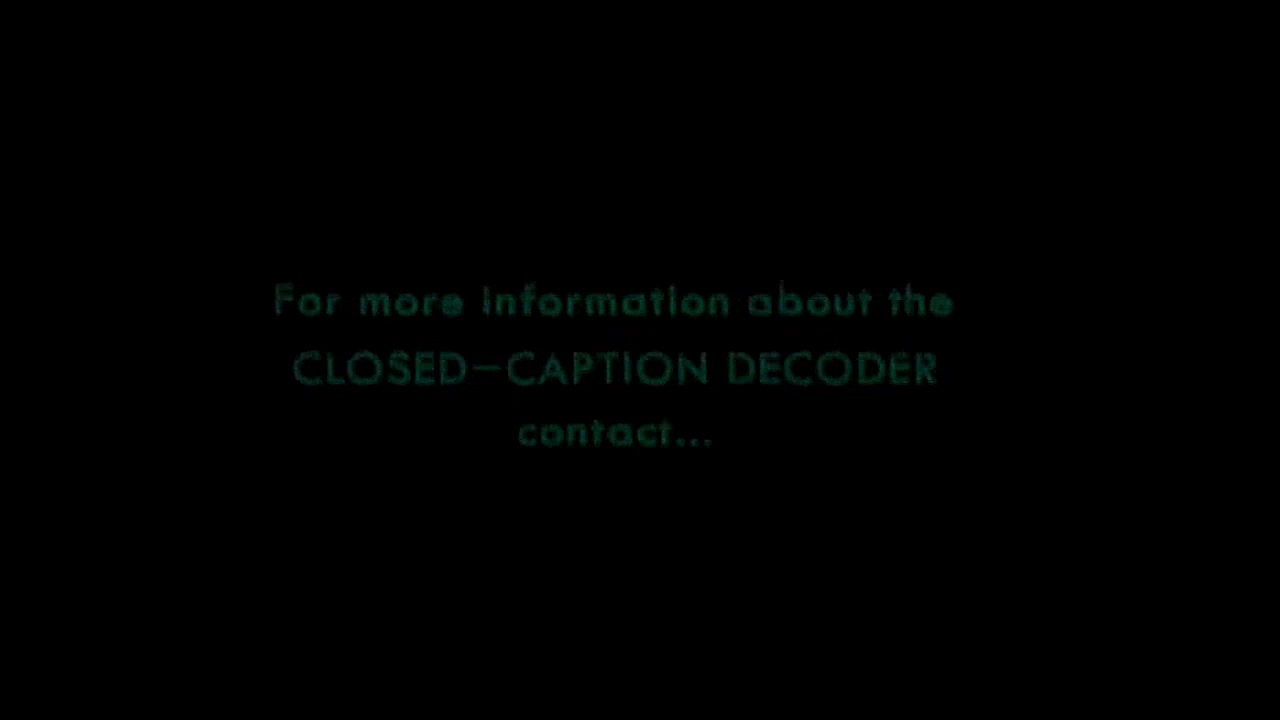 For more information about the
CLOSED-CAPTION DECODER
contact...